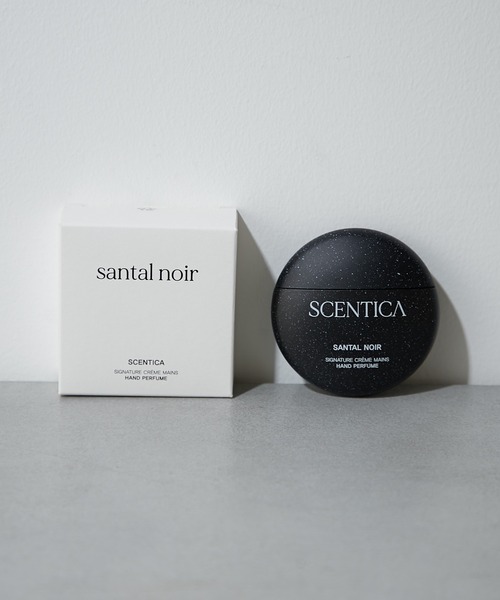 santal noir
SCENTICA
SIGNATURE CRÈME MAINS
HAND PERFUME
SCENTICA
SANTAL NOIR
SIGNATURE CRÈME MAINS
HAND PERFUME